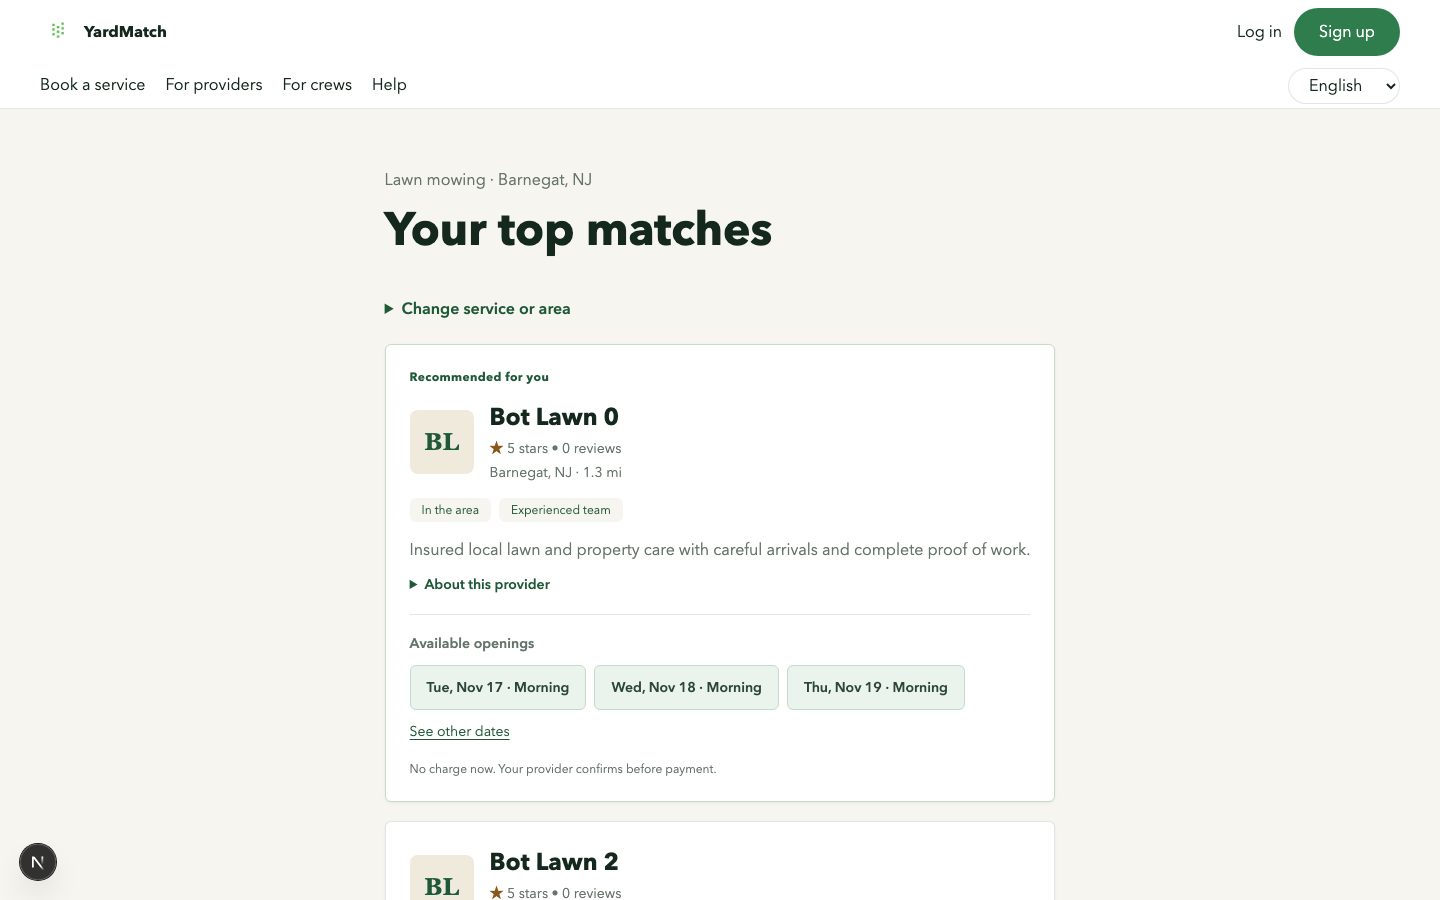 YardMatch
Log in
Sign up
Book a service
For providers
For crews
Help
English
Lawn mowing · Barnegat, NJ
Your top matches
▶ Change service or area
Recommended for you
BL
Bot Lawn 0
★ 5 stars • 0 reviews
Barnegat, NJ · 1.3 mi
In the area
Experienced team
Insured local lawn and property care with careful arrivals and complete proof of work.
▶ About this provider
Available openings
Tue, Nov 17 · Morning
Wed, Nov 18 · Morning
Thu, Nov 19 · Morning
See other dates
No charge now. Your provider confirms before payment.
N
BL
Bot Lawn 2
★ 5 stars • 0 reviews